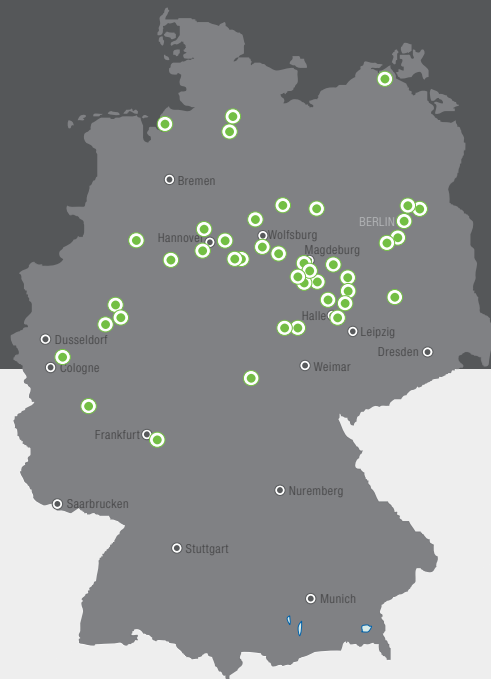 Bremen
BERLIN
Hannover
Wolfsburg
Magdeburg
Halle
Leipzig
Dusseldorf
Dresden
Cologne
Weimar
Frankfurt
Nuremberg
Saarbrucken
Stuttgart
Munich